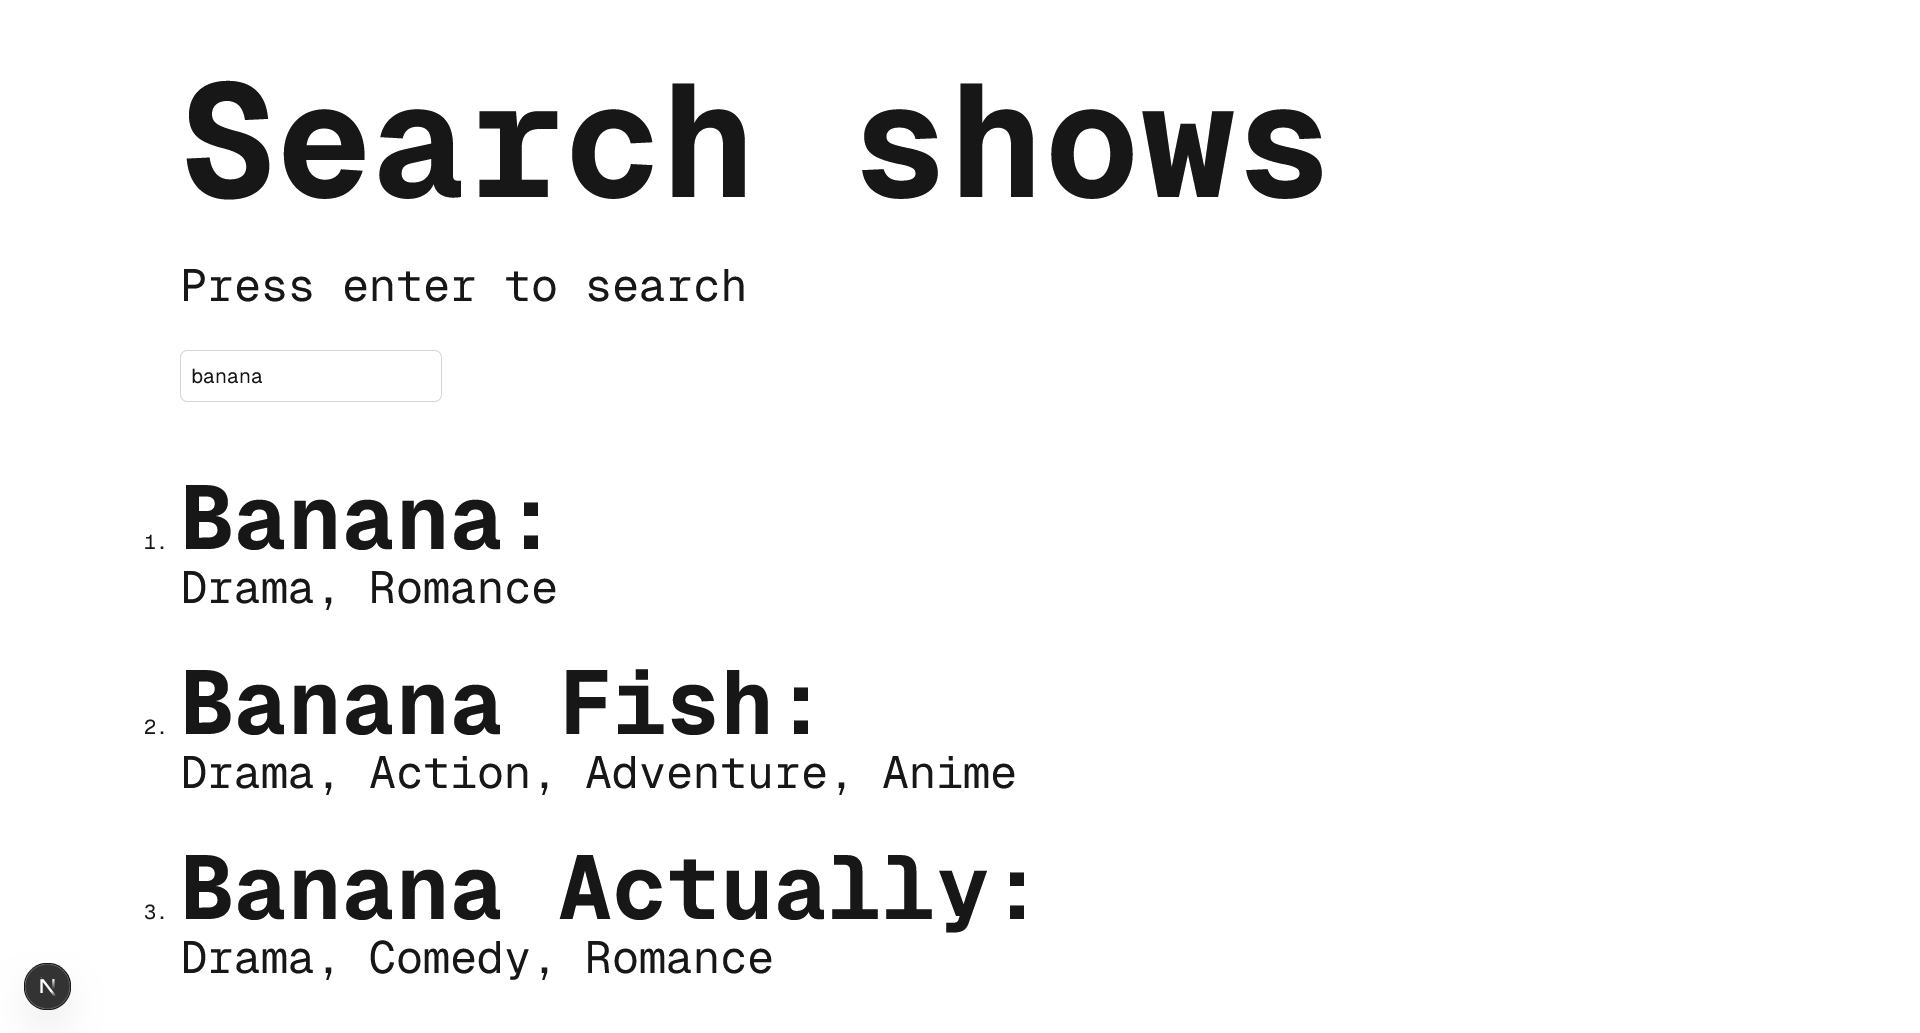 Search shows
Press enter to search
banana
1. Banana:
Drama, Romance
2. Banana Fish:
Drama, Action, Adventure, Anime
3. Banana Actually:
Drama, Comedy, Romance
N